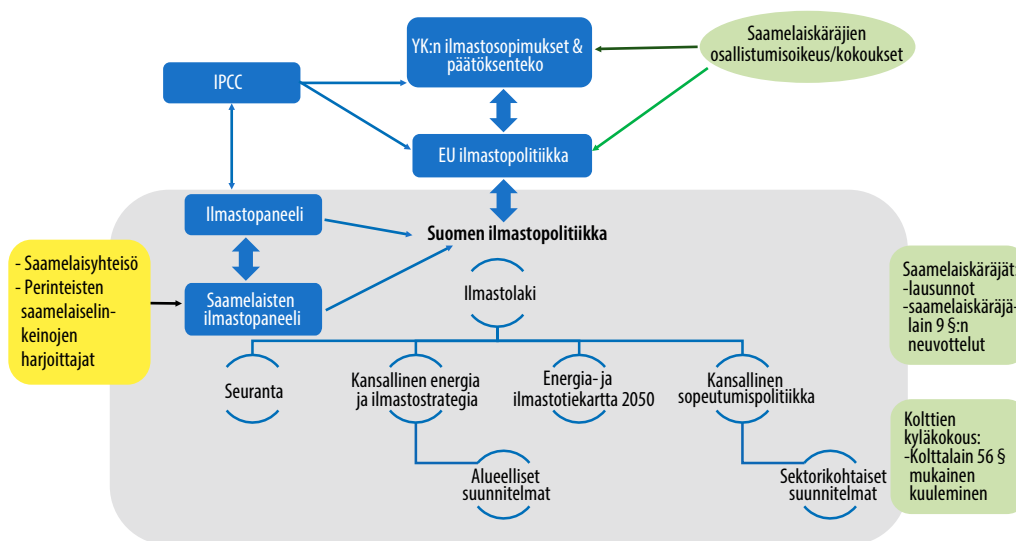 YK:n ilmastosopimukset &
päätöksenteko
Saamelaiskäräjien
osallistumisoikeus/kokoukset
IPCC
EU ilmastopolitiikka
Ilmastopaneeli
Suomen ilmastopolitiikka
- Saamelaisyhteisö
- Perinteisten
saamelaiselin-
keinojen
harjoittajat
Saamelaisten
ilmastopaneeli
Ilmastolaki
Saamelaiskäräjät:
-lausunnot
-saamelaiskäräjä-
lain 9 §:n
neuvottelut
Seuranta
Kansallinen energia
ja ilmastostrategia
Energia- ja
ilmastotiekartta 2050
Kansallinen
sopeutumispolitiikka
Alueelliset
suunnitelmat
Sektorikohtaiset
suunnitelmat
Kolttien
kyläkokous:
-Kolttalain 56 §
mukainen
kuuleminen